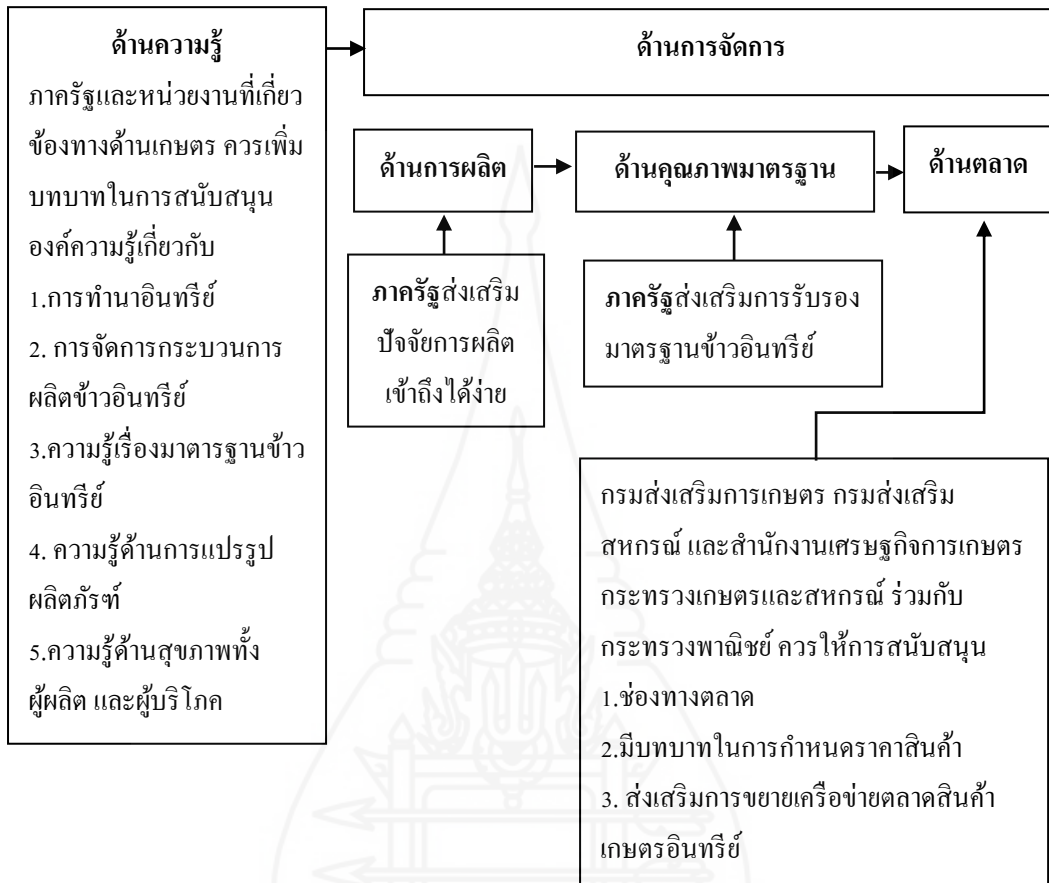 ด้านความรู้
ภาครัฐและหน่วยงานที่เกี่ยว
ข้องทางด้านเกษตร ควรเพิ่ม
บทบาทในการสนับสนุน
องค์ความรู้เกี่ยวกับ
1.การทำนาอินทรีย์
2. การจัดการกระบวนการ
ผลิตข้าวอินทรีย์
3.ความรู้เรื่องมาตารฐานข้าว
อินทรีย์
4. ความรู้ด้านการแปรรูป
ผลิตภัรฑ์
5.ความรู้ด้านสุขภาพทั้ง
ผู้ผลิต และผู้บริโภค
ด้านการจัดการ
ด้านการผลิต
ด้านคุณภาพมาตรฐาน
ด้านตลาด
ภาครัฐส่งเสริม
ปัจจัยการผลิต
เข้าถึงได้ง่าย
ภาครัฐส่งเสริมการรับรอง
มาตรฐานข้าวอินทรีย์
กรมส่งเสริมการเกษตร กรมส่งเสริม
สหกรณ์ และสำนักงานเศรษฐกิจการเกษตร
กระทรวงเกษตรและสหกรณ์ ร่วมกับ
กระทรวงพาณิชย์ ควรให้การสนับสนุน
1.ช่องทางตลาด
2.มีบทบาทในการกำหนดราคาสินค้า
3. ส่งเสริมการขยายเครือข่ายตลาดสินค้า
เกษตรอินทรีย์